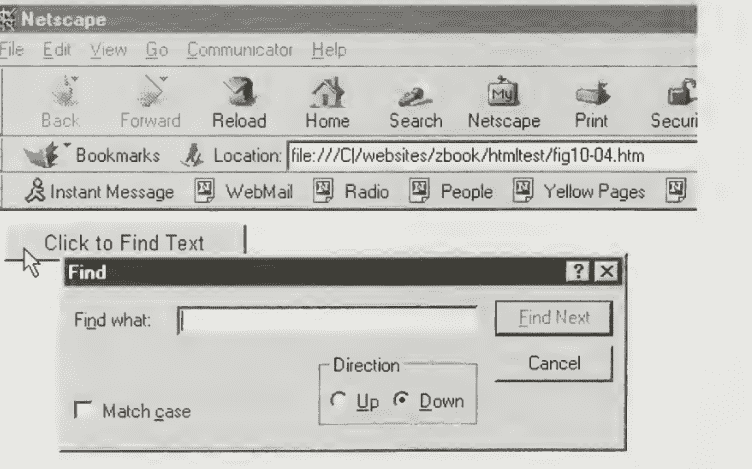 Netscape
File Edit View Go Communicator Help
My
Back Forward Reload Home Search Netscape Print Securi
Bookmarks Location: file:///C|/websites/zbook/htmltest/fig10-04.htm
Instant Message N WebMail N Radio N People N Yellow Pages N
Click to Find Text
Find ? X
Find what: Find Next
Direction Cancel
Match case Up Down